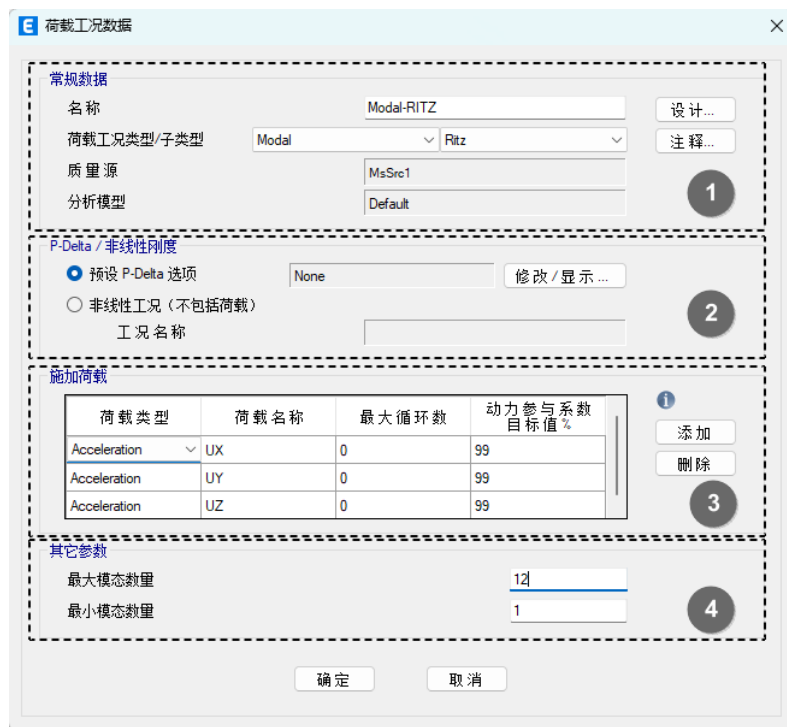 E 荷载工况数据
常规数据
名称 Modal-RITZ 设计...
荷载工况类型/子类型 Modal Ritz 注释...
质量源 MsSrc1
分析模型 Default
1
P-Delta / 非线性刚度
预设 P-Delta 选项 None 修改/显示...
非线性工况（不包括荷载）
工况名称
2
施加荷载
荷载类型 荷载名称 最大循环数 动力参与系数目标值%
Acceleration UX 0 99
Acceleration UY 0 99
Acceleration UZ 0 99
i
添加
删除
3
其它参数
最大模态数量 12
最小模态数量 1
4
确定 取消